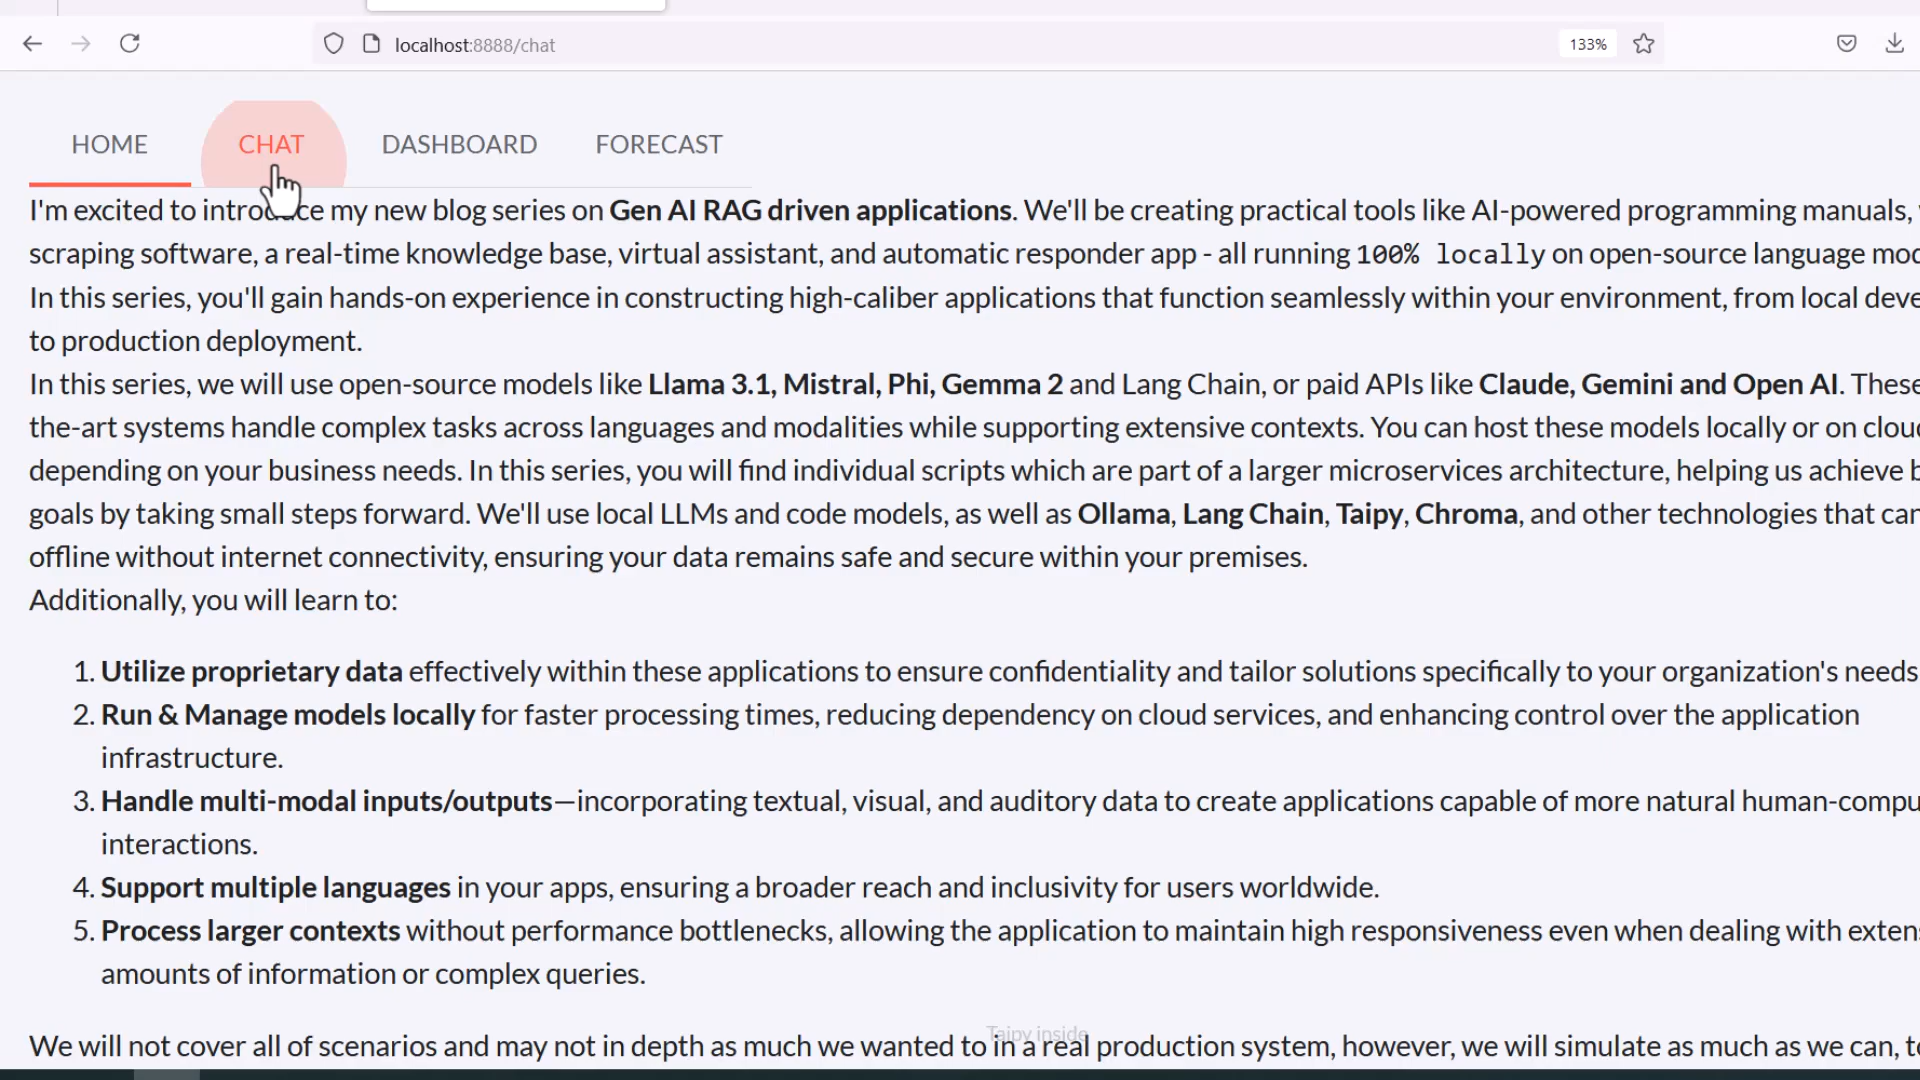 localhost:8888/chat
133%
HOME CHAT DASHBOARD FORECAST
I'm excited to introduce my new blog series on Gen AI RAG driven applications. We'll be creating practical tools like AI-powered programming manuals,
scraping software, a real-time knowledge base, virtual assistant, and automatic responder app - all running 100% locally on open-source language
In this series, you'll gain hands-on experience in constructing high-caliber applications that function seamlessly within your environment, from local
to production deployment.
In this series, we will use open-source models like Llama 3.1, Mistral, Phi, Gemma 2 and Lang Chain, or paid APIs like Claude, Gemini and Open AI. These
the-art systems handle complex tasks across languages and modalities while supporting extensive contexts. You can host these models locally or on
depending on your business needs. In this series, you will find individual scripts which are part of a larger microservices architecture, helping us achieve
goals by taking small steps forward. We'll use local LLMs and code models, as well as Ollama, Lang Chain, Taipy, Chroma, and other technologies that can
offline without internet connectivity, ensuring your data remains safe and secure within your premises.
Additionally, you will learn to:
1. Utilize proprietary data effectively within these applications to ensure confidentiality and tailor solutions specifically to your organization's needs
2. Run & Manage models locally for faster processing times, reducing dependency on cloud services, and enhancing control over the application
infrastructure.
3. Handle multi-modal inputs/outputs—incorporating textual, visual, and auditory data to create applications capable of more natural
interactions.
4. Support multiple languages in your apps, ensuring a broader reach and inclusivity for users worldwide.
5. Process larger contexts without performance bottlenecks, allowing the application to maintain high responsiveness even when dealing with
amounts of information or complex queries.
Taipy inside
We will not cover all of scenarios and may not in depth as much we wanted to in a real production system, however, we will simulate as much as we can,